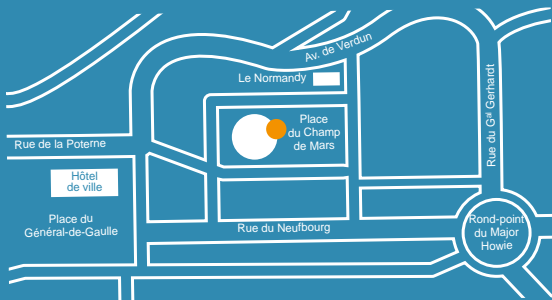 Av. de Verdun
Le Normandy
Rue du Gal Gerhardt
Place
du Champ
de Mars
Rue de la Poterne
Hôtel
de ville
Place du
Général-de-Gaulle
Rue du Neufbourg
Rond-point
du Major
Howie